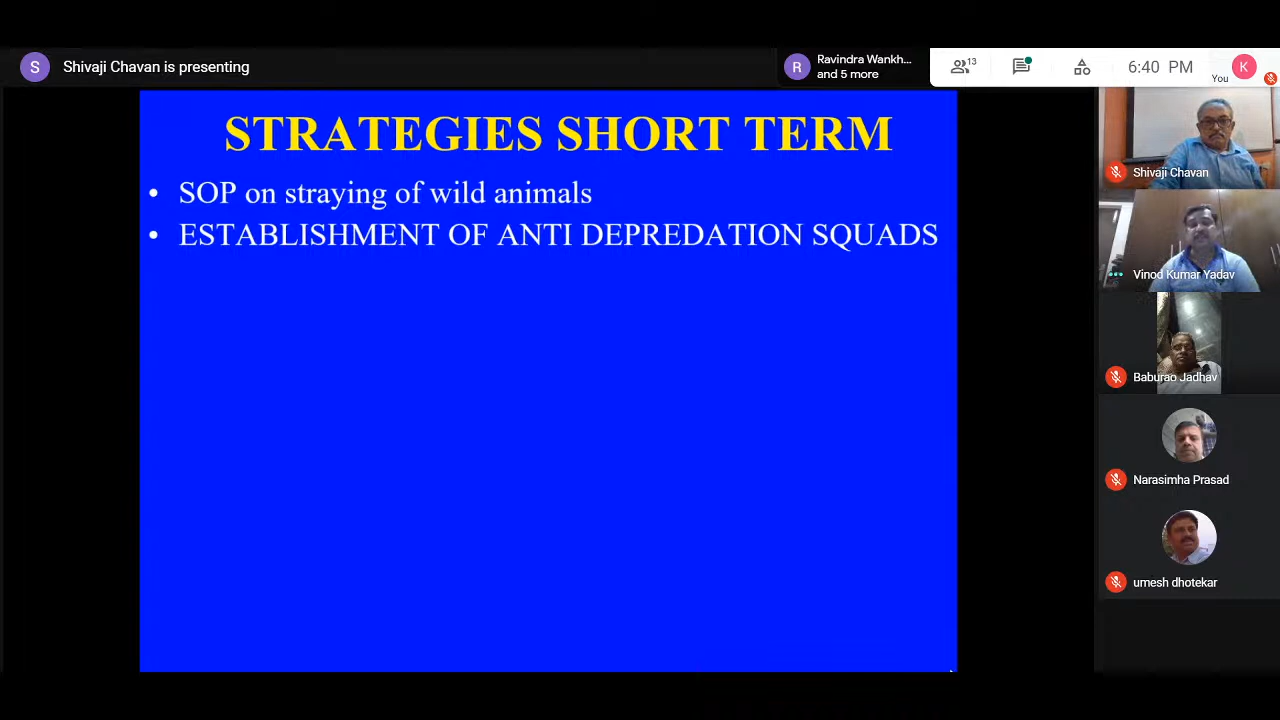 S Shivaji Chavan is presenting
R Ravindra Wankh...
and 5 more
13
6:40 PM
You
K
STRATEGIES SHORT TERM
• SOP on straying of wild animals
• ESTABLISHMENT OF ANTI DEPREDATION SQUADS
Shivaji Chavan
Vinod Kumar Yadav
Baburao Jadhav
Narasimha Prasad
umesh dhotekar